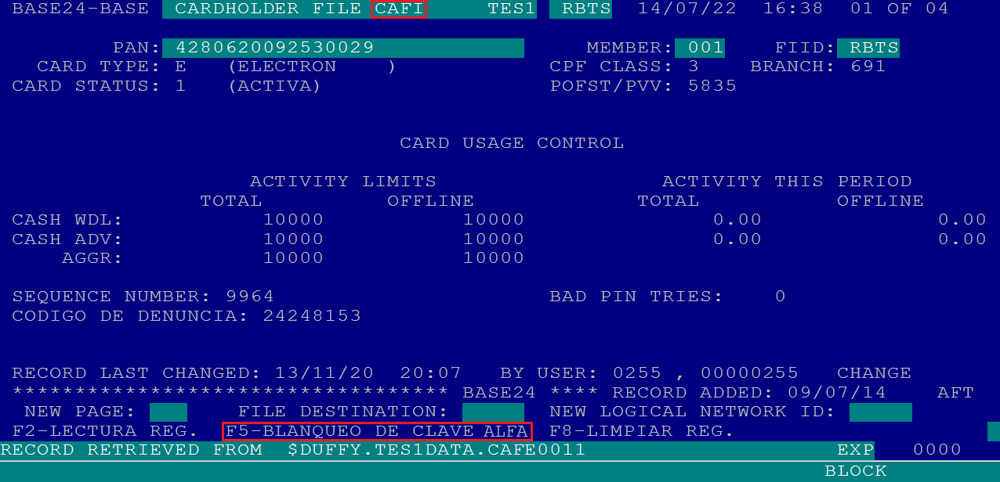 BASE24-BASE CARDHOLDER FILE CAFI TES1 RBTS 14/07/22 16:38 01 OF 04
PAN: 4280620092530029 MEMBER: 001 FIID: RBTS
CARD TYPE: E (ELECTRON ) CPF CLASS: 3 BRANCH: 691
CARD STATUS: 1 (ACTIVA) POFST/PVV: 5835
CARD USAGE CONTROL
ACTIVITY LIMITS ACTIVITY THIS PERIOD
TOTAL OFFLINE TOTAL OFFLINE
CASH WDL: 10000 10000 0.00 0.00
CASH ADV: 10000 10000 0.00 0.00
AGGR: 10000 10000
SEQUENCE NUMBER: 9964 BAD PIN TRIES: 0
CODIGO DE DENUNCIA: 24248153
RECORD LAST CHANGED: 13/11/20 20:07 BY USER: 0255 , 00000255 CHANGE
*********************************** BASE24 **** RECORD ADDED: 09/07/14 AFT
NEW PAGE: FILE DESTINATION: NEW LOGICAL NETWORK ID:
F2-LECTURA REG. F5-BLANQUEO DE CLAVE ALFA F8-LIMPIAR REG.
RECORD RETRIEVED FROM $DUFFY.TES1DATA.CAFE0011 EXP 0000
BLOCK